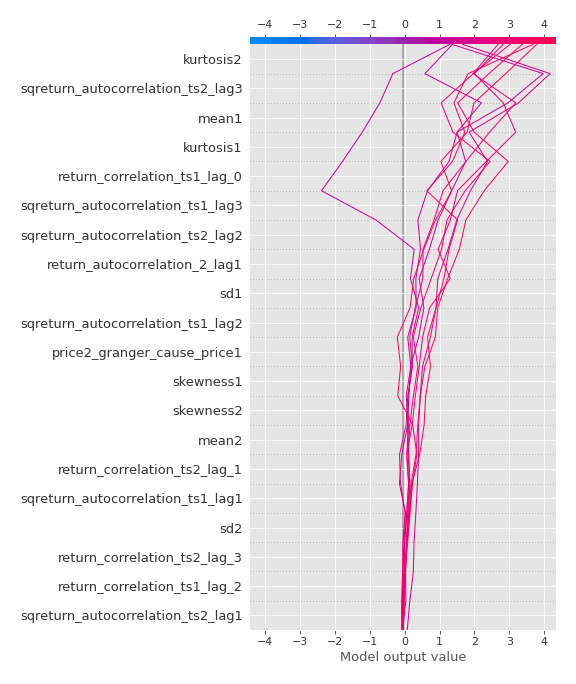 −4 −3 −2 −1 0 1 2 3 4
kurtosis2
sqreturn_autocorrelation_ts2_lag3
mean1
kurtosis1
return_correlation_ts1_lag_0
sqreturn_autocorrelation_ts1_lag3
sqreturn_autocorrelation_ts2_lag2
return_autocorrelation_2_lag1
sd1
sqreturn_autocorrelation_ts1_lag2
price2_granger_cause_price1
skewness1
skewness2
mean2
return_correlation_ts2_lag_1
sqreturn_autocorrelation_ts1_lag1
sd2
return_correlation_ts2_lag_3
return_correlation_ts1_lag_2
sqreturn_autocorrelation_ts2_lag1
−4 −3 −2 −1 0 1 2 3 4
Model output value